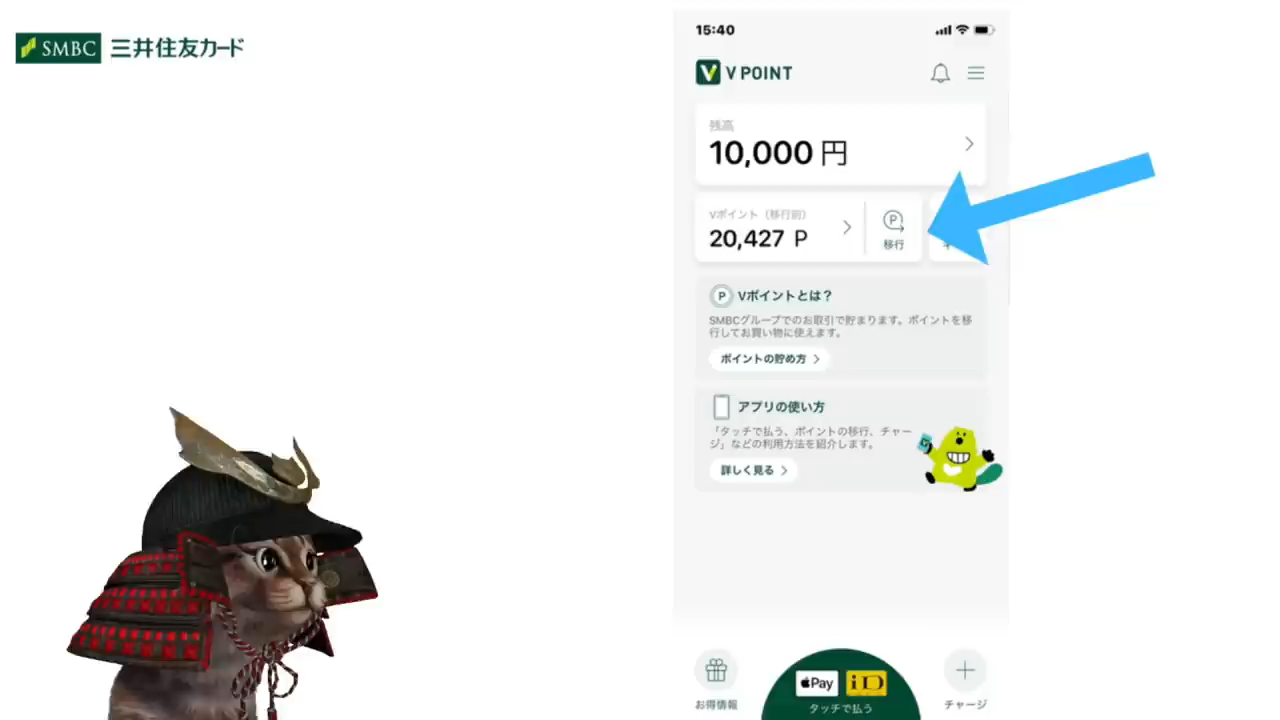 SMBC 三井住友カード
15:40
V POINT
残高
10,000 円
Vポイント（移行前）
20,427 P
P
移行
P Vポイントとは？
SMBCグループでのお取引で貯まります。ポイントを移
行してお買い物に使えます。
ポイントの貯め方
アプリの使い方
「タッチで払う、ポイントの移行、チャー
ジ」などの利用方法を紹介します。
詳しく見る
お得情報
Pay
iD
タッチで払う
チャージ